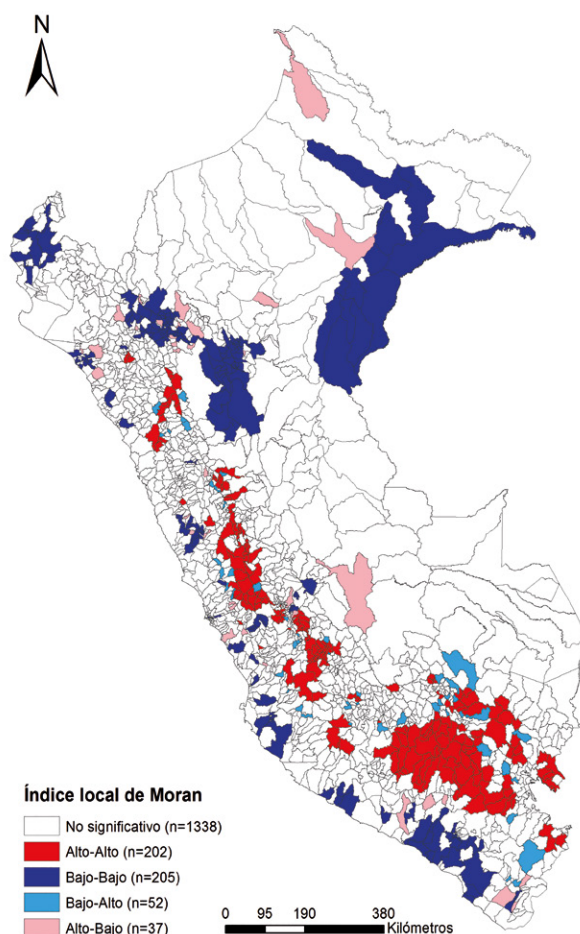 N
Índice local de Moran
No significativo (n=1338)
Alto-Alto (n=202)
Bajo-Bajo (n=205)
Bajo-Alto (n=52)
Alto-Bajo (n=37)
0 95 190 380
Kilómetros